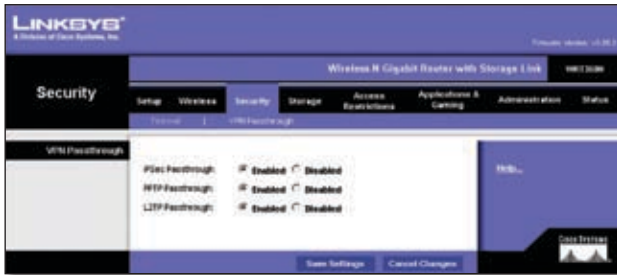 LINKSYS®
A Division of Cisco Systems, Inc.
Wireless-N Gigabit Router with Storage Link
Security
Setup Wireless Security Storage Access Restrictions Applications & Gaming Administration Status
Firewall | VPN Passthrough
VPN Passthrough
IPSec Passthrough: Enabled Disabled
PPTP Passthrough: Enabled Disabled
L2TP Passthrough: Enabled Disabled
Help...
Save Settings Cancel Changes
Cisco Systems